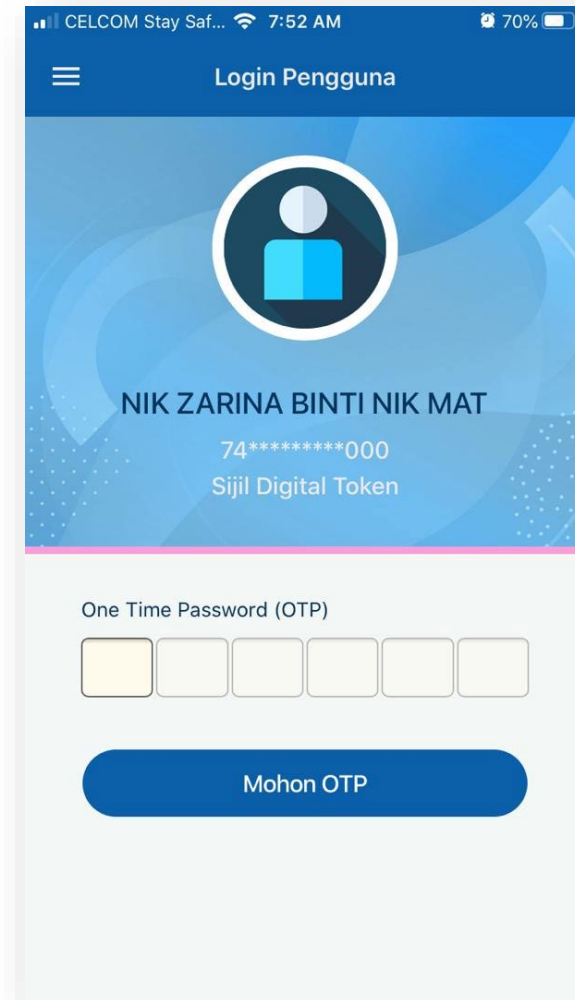 CELCOM Stay Saf... 7:52 AM 70%
Login Pengguna
NIK ZARINA BINTI NIK MAT
74*********000
Sijil Digital Token
One Time Password (OTP)
Mohon OTP